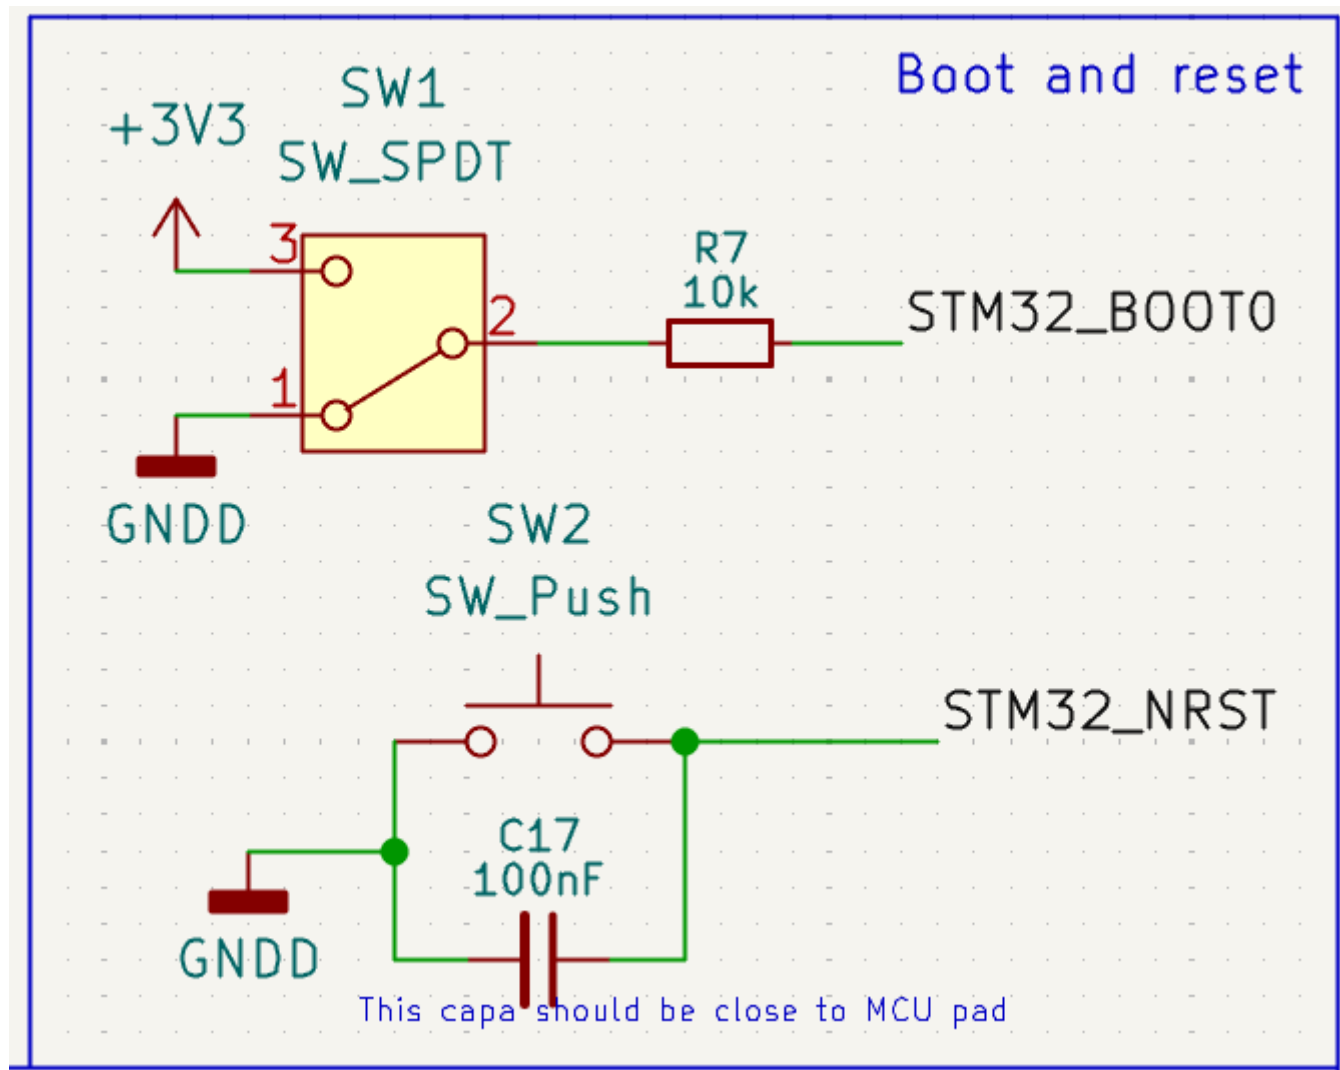 Boot and reset
SW1
SW_SPDT
+3V3
3
2
1
R7
10k
STM32_BOOT0
GNDD
SW2
SW_Push
STM32_NRST
C17
100nF
GNDD
This capa should be close to MCU pad